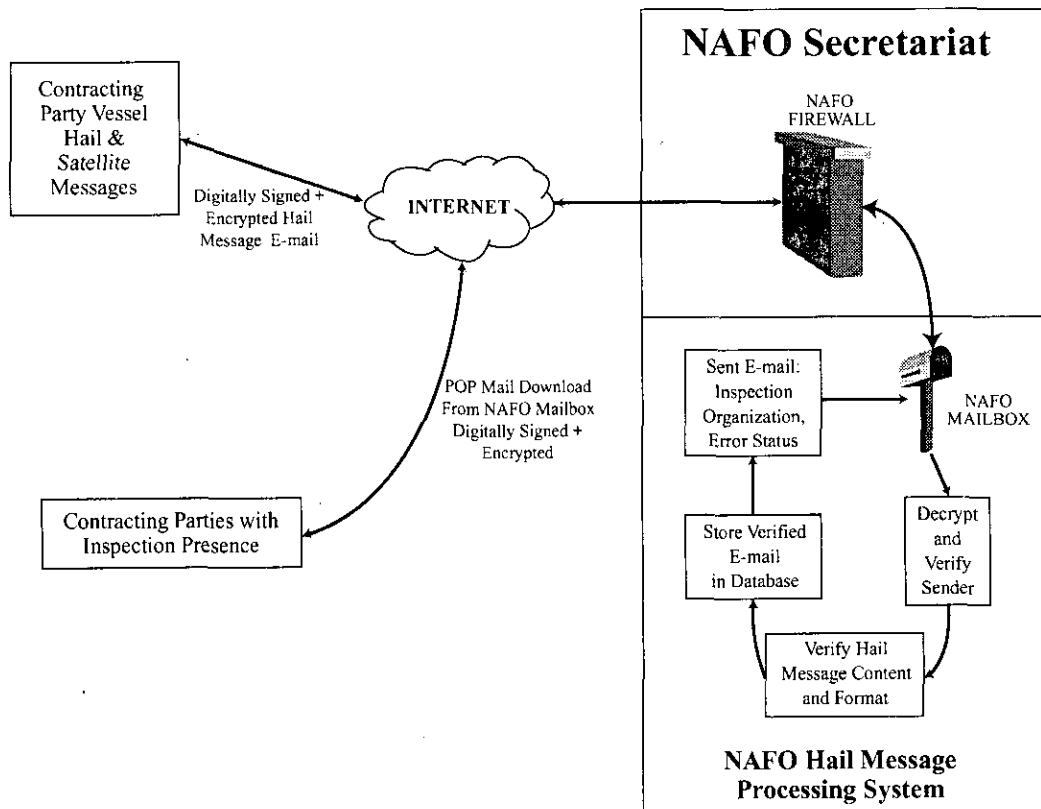 NAFO Secretariat
NAFO
FIREWALL
Contracting
Party Vessel
Hail &
Satellite
Messages
Digitally Signed +
Encrypted Hail
Message E-mail
INTERNET
POP Mail Download
From NAFO Mailbox
Digitally Signed +
Encrypted
Contracting Parties with
Inspection Presence
Sent E-mail:
Inspection
Organization,
Error Status
NAFO
MAILBOX
Store Verified
E-mail
in Database
Decrypt
and
Verify
Sender
Verify Hail
Message Content
and Format
NAFO Hail Message
Processing System